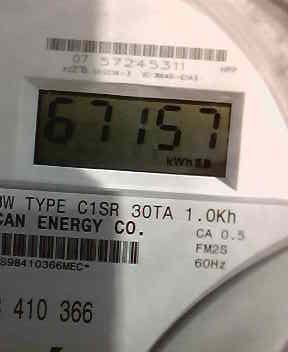 07 57245311
67157
kWh
W TYPE C1SR 30TA 1.0Kh
CAN ENERGY CO.
CA 0.5
FM2S
S98410366MEC*
60Hz
410 366